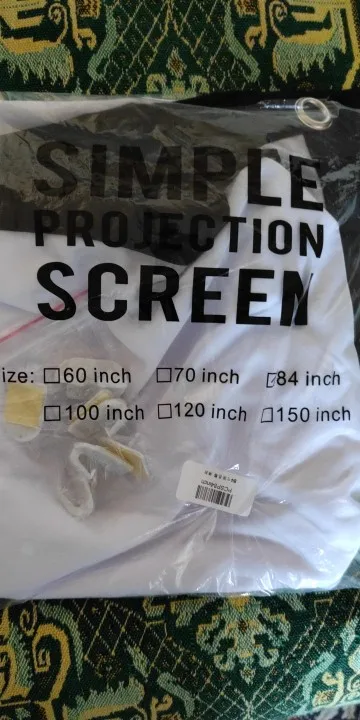 SIMPLE
PROJECTION
SCREEN
ize: ☐60 inch ☐70 inch ☑84 inch
☐100 inch ☐120 inch ☐150 inch